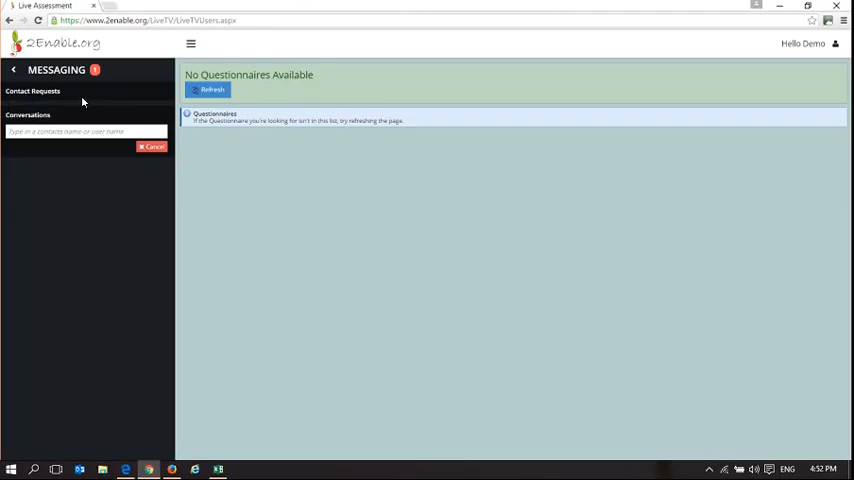 Live Assessment
https://www.2enable.org/LiveTV/LiveTVUsers.aspx
2Enable.org
Hello Demo
MESSAGING 1
Contact Requests
Conversations
Type in a contacts name or user name
Cancel
No Questionnaires Available
Refresh
Questionnaires
If the Questionnaire you're looking for isn't in this list, try refreshing the page.
ENG
4:52 PM